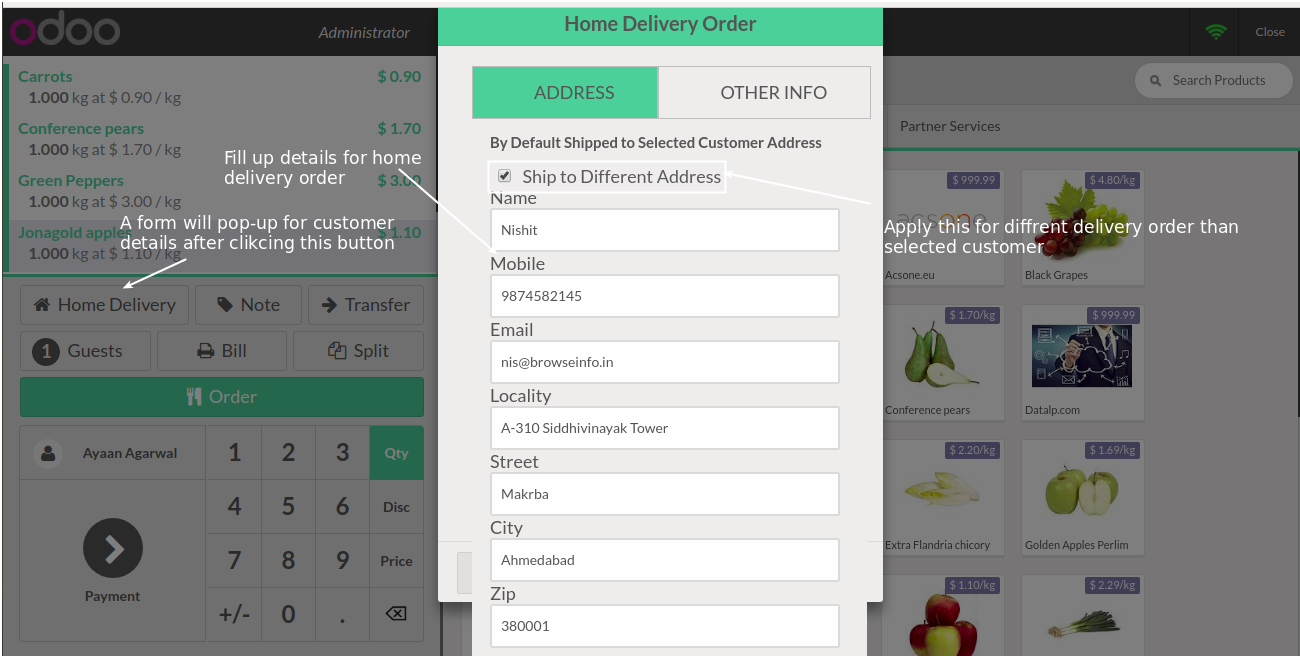 odoo
Administrator
Home Delivery Order
Close
Carrots $ 0.90
1.000 kg at $ 0.90 / kg
Conference pears $ 1.70
1.000 kg at $ 1.70 / kg
Green Peppers $ 3.00
1.000 kg at $ 3.00 / kg
Jonagold apples $ 1.10
1.000 kg at $ 1.10 / kg
Fill up details for home
delivery order
A form will pop-up for customer
details after clikcing this button
Home Delivery
Note
Transfer
1 Guests
Bill
Split
Order
Ayaan Agarwal
1 2 3 Qty
4 5 6 Disc
7 8 9 Price
+/- 0 .
Payment
ADDRESS
OTHER INFO
By Default Shipped to Selected Customer Address
Ship to Different Address
Name
Nishit
Mobile
9874582145
Email
nis@browseinfo.in
Locality
A-310 Siddhivinayak Tower
Street
Makrba
City
Ahmedabad
Zip
380001
Search Products
Partner Services
Apply this for diffrent delivery order than
selected customer
$ 999.99
Acsone.eu
$ 4.80/kg
Black Grapes
$ 1.70/kg
Conference pears
$ 999.99
Datalp.com
$ 2.20/kg
Extra Flandria chicory
$ 1.69/kg
Golden Apples Perlim
$ 1.10/kg
$ 2.29/kg